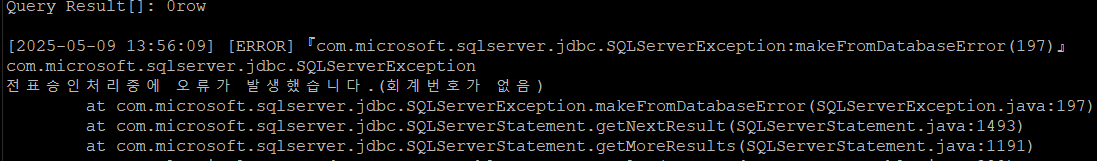 Query Result[]: 0row
[2025-05-09 13:56:09] [ERROR]『com.microsoft.sqlserver.jdbc.SQLServerException:makeFromDatabaseError(197)』
com.microsoft.sqlserver.jdbc.SQLServerException
전표승인처리중에 오류가 발생했습니다.(회계번호가 없음)
at com.microsoft.sqlserver.jdbc.SQLServerException.makeFromDatabaseError(SQLServerException.java:197)
at com.microsoft.sqlserver.jdbc.SQLServerStatement.getNextResult(SQLServerStatement.java:1493)
at com.microsoft.sqlserver.jdbc.SQLServerStatement.getMoreResults(SQLServerStatement.java:1191)